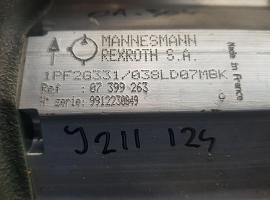 MANNESMANN
REXROTH S.A.
1PF2G331/038LD07MBK
Ref : 07 399 263
N° serie: 9912230849
Made in France
J211 124